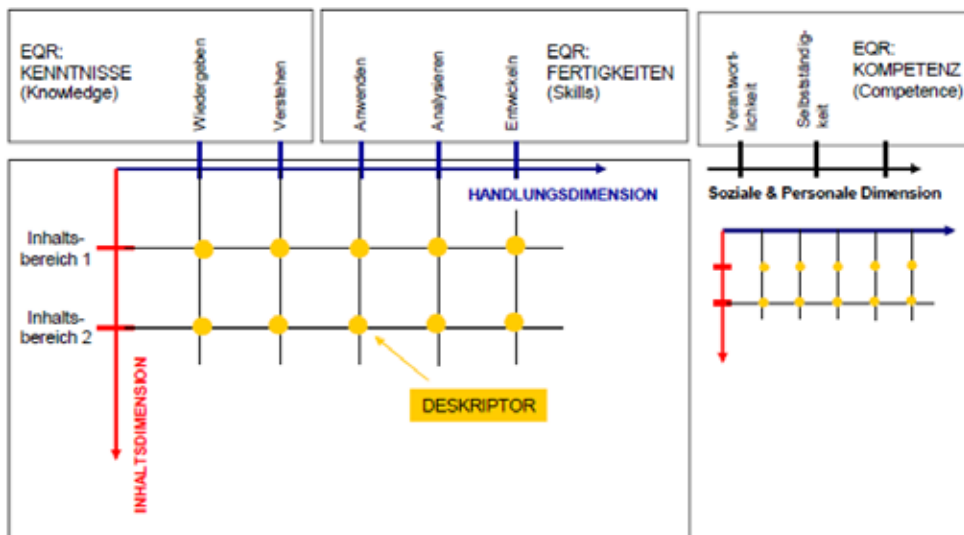 EQR:
KENNTNISSE
(Knowledge)
Wiedergeben
Verstehen
Anwenden
Analysieren
Entwickeln
EQR:
FERTIGKEITEN
(Skills)
Verantwort-
lichkeit
Selbstständig-
keit
EQR:
KOMPETENZ
(Competence)
HANDLUNGSDIMENSION
Soziale & Personale Dimension
Inhalts-
bereich 1
Inhalts-
bereich 2
DESKRIPTOR
INHALTSDIMENSION